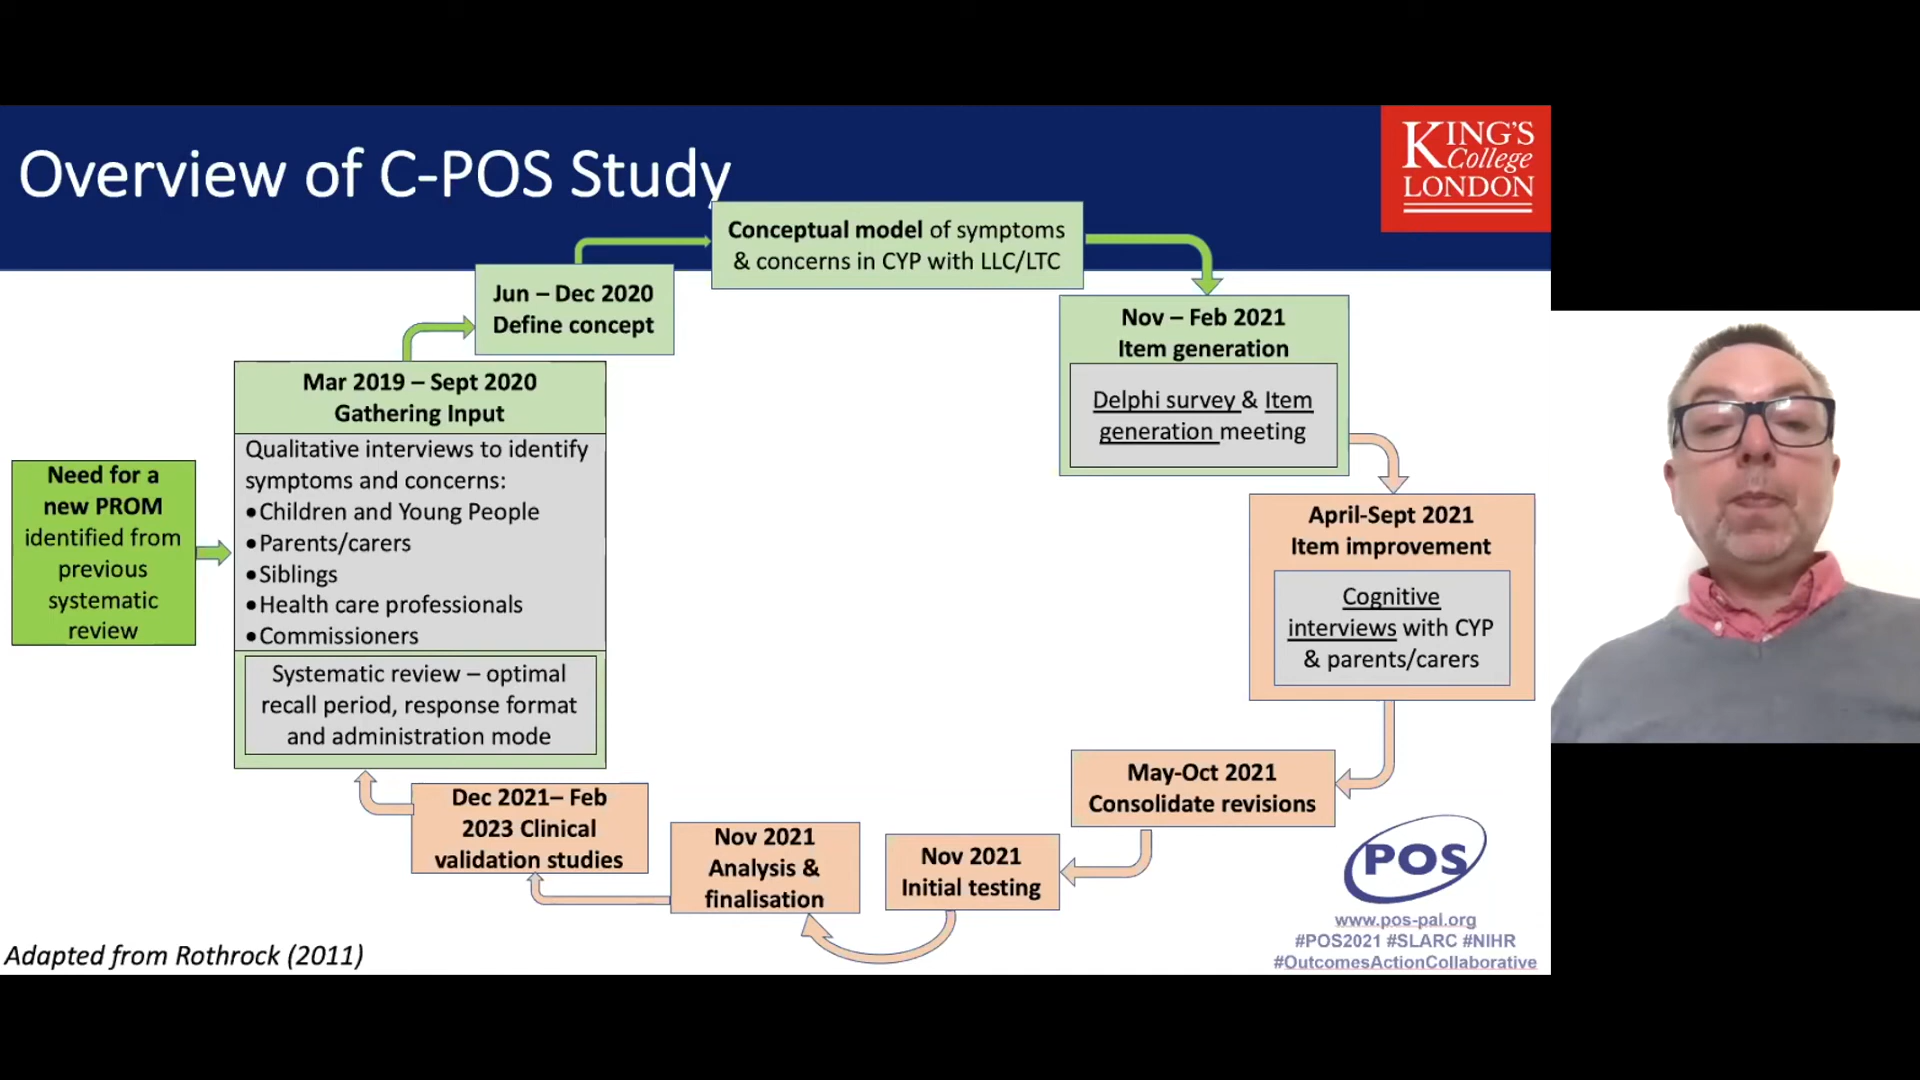 Overview of C-POS Study
KING'S
College
LONDON
Conceptual model of symptoms
& concerns in CYP with LLC/LTC
Jun – Dec 2020
Define concept
Nov – Feb 2021
Item generation
Delphi survey & Item
generation meeting
Mar 2019 – Sept 2020
Gathering Input
Qualitative interviews to identify
symptoms and concerns:
•Children and Young People
•Parents/carers
•Siblings
•Health care professionals
•Commissioners
Systematic review – optimal
recall period, response format
and administration mode
Need for a
new PROM
identified from
previous
systematic
review
April-Sept 2021
Item improvement
Cognitive
interviews with CYP
& parents/carers
May-Oct 2021
Consolidate revisions
Nov 2021
Initial testing
Nov 2021
Analysis &
finalisation
Dec 2021– Feb
2023 Clinical
validation studies
POS
www.pos-pal.org
#POS2021 #SLARC #NIHR
#OutcomesActionCollaborative
Adapted from Rothrock (2011)